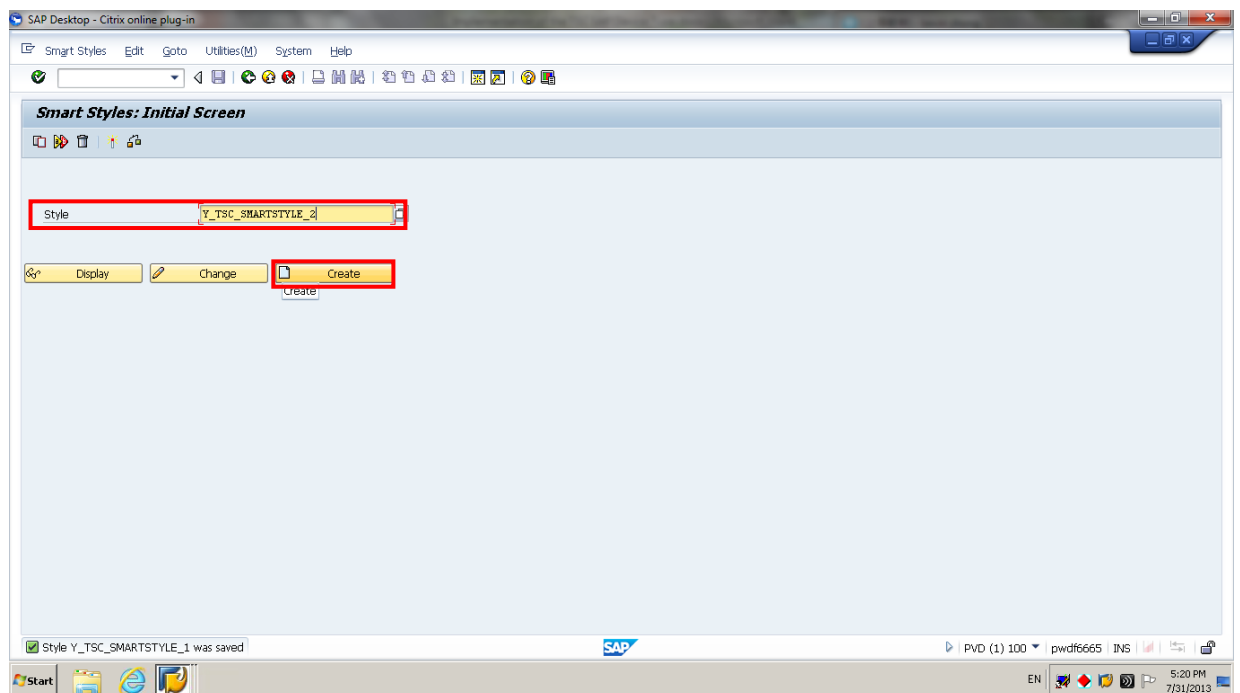 SAP Desktop - Citrix online plug-in
Smart Styles Edit Goto Utilities(M) System Help
Smart Styles: Initial Screen
Style Y_TSC_SMARTSTYLE_2
Display Change Create
Create
Style Y_TSC_SMARTSTYLE_1 was saved
SAP
PVD (1) 100 pwdf6665 INS
Start
EN 5:20 PM
7/31/2013